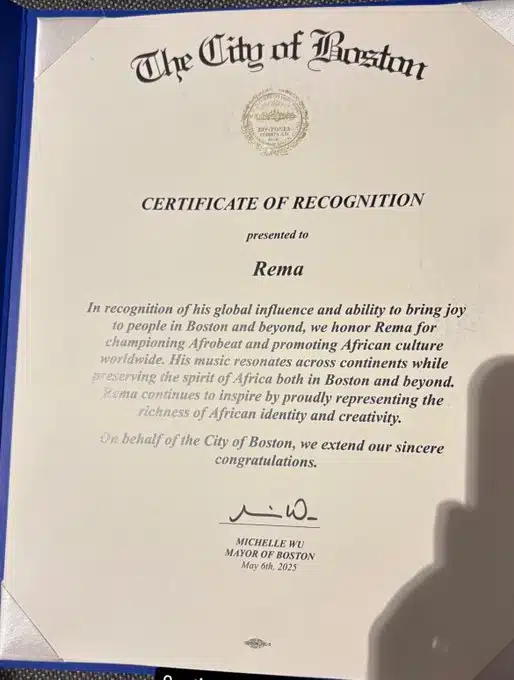 The City of Boston
CERTIFICATE OF RECOGNITION
presented to
Rema
In recognition of his global influence and ability to bring joy
to people in Boston and beyond, we honor Rema for
championing Afrobeat and promoting African culture
worldwide. His music resonates across continents while
preserving the spirit of Africa both in Boston and beyond.
Rema continues to inspire by proudly representing the
richness of African identity and creativity.
On behalf of the City of Boston, we extend our sincere
congratulations.
MICHELLE WU
MAYOR OF BOSTON
May 6th, 2025